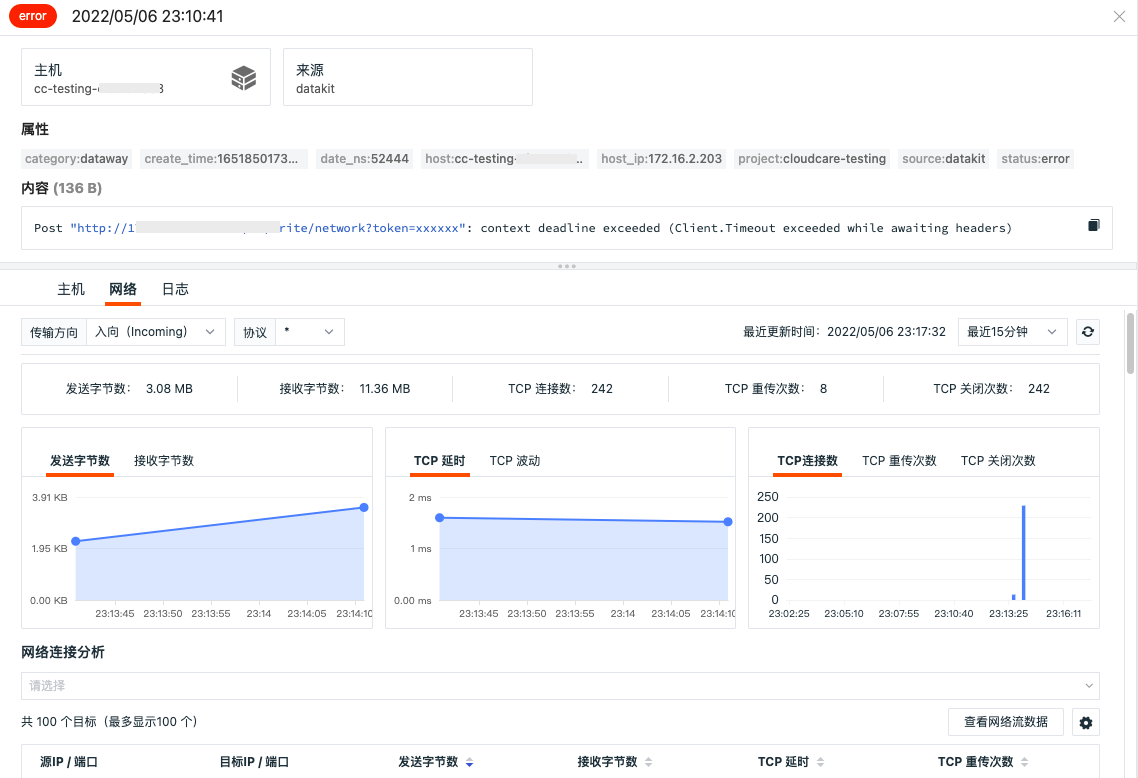 error 2022/05/06 23:10:41
主机 来源
cc-testing- datakit
属性
category:dataway create_time:1651850173... date_ns:52444 host:cc-testing- .. host_ip:172.16.2.203 project:cloudcare-testing source:datakit status:error
内容 (136 B)
Post "http://1 rite/network?token=xxxxxx": context deadline exceeded (Client.Timeout exceeded while awaiting headers)
主机 网络 日志
传输方向 入向（Incoming） 协议 * 最近更新时间：2022/05/06 23:17:32 最近15分钟
发送字节数： 3.08 MB 接收字节数： 11.36 MB TCP 连接数： 242 TCP 重传次数： 8 TCP 关闭次数： 242
发送字节数 接收字节数
3.91 KB
1.95 KB
0.00 KB
23:13:45 23:13:50 23:13:55 23:14 23:14:05 23:14:10
TCP 延时 TCP 波动
2 ms
1 ms
0.00 ms
23:13:45 23:13:50 23:13:55 23:14 23:14:05 23:14:10
TCP连接数 TCP 重传次数 TCP 关闭次数
250
200
150
100
50
0
23:02:25 23:05:10 23:07:55 23:10:40 23:13:25 23:16:11
网络连接分析
请选择
共 100 个目标（最多显示100 个） 查看网络流数据
源IP / 端口 目标IP / 端口 发送字节数 接收字节数 TCP 延时 TCP 重传次数